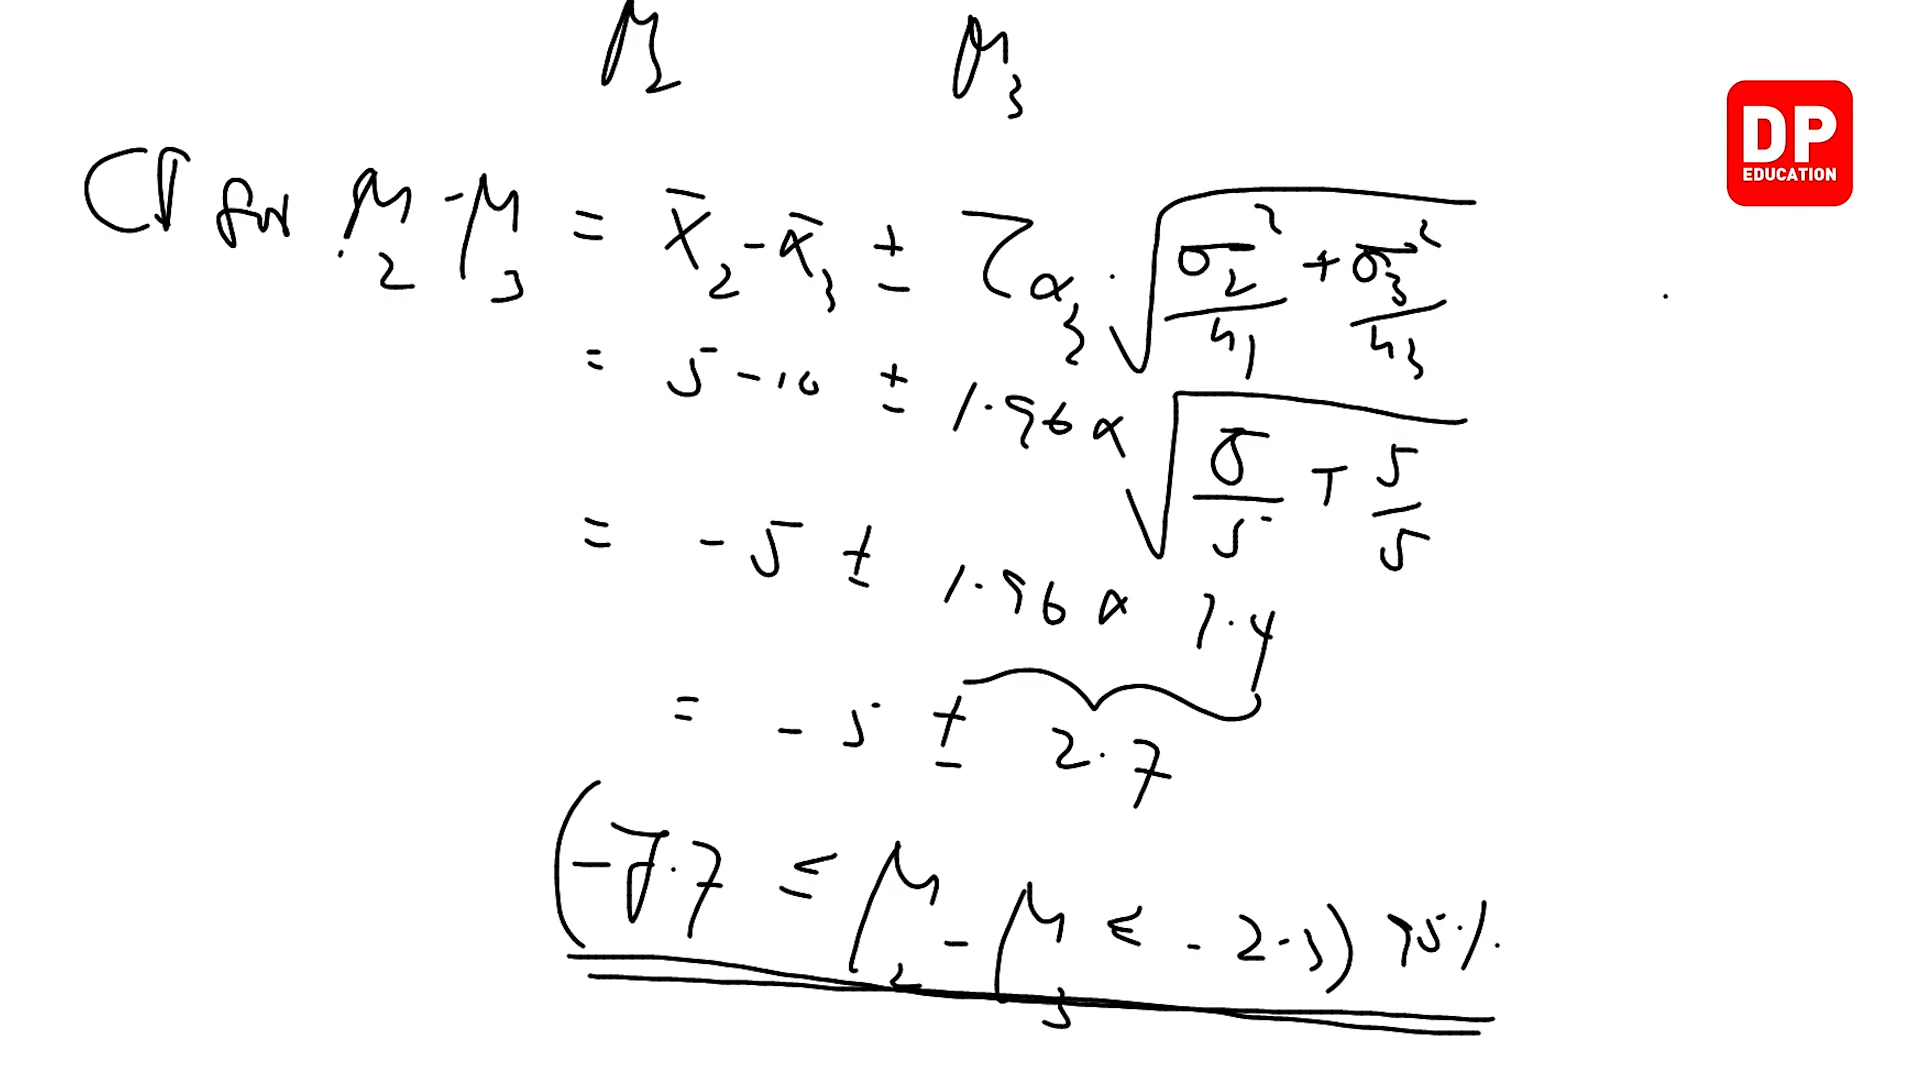 μ₂ μ₃
DP
EDUCATION
CI for μ₂ - μ₃ = X̄₂ - x̄₃ ± Zα/2 · √(σ₂²/n₁ + σ₃²/n₃)
= 5 - 10 ± 1.96 × √(5/5 + 5/5)
= -5 ± 1.96 × 1.4
= -5 ± 2.7
(-7.7 ≤ μ₂ - μ₃ ≤ -2.3) 95%.